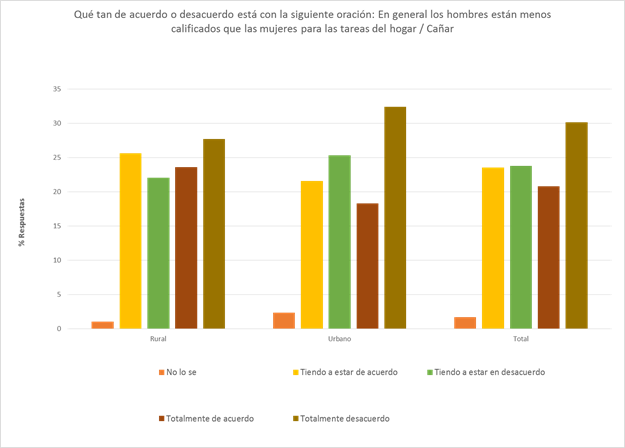 Qué tan de acuerdo o desacuerdo está con la siguiente oración: En general los hombres están menos
calificados que las mujeres para las tareas del hogar / Cañar
35
30
25
20
15
10
5
0
% Respuestas
Rural
Urbano
Total
No lo se
Tiendo a estar de acuerdo
Tiendo a estar en desacuerdo
Totalmente de acuerdo
Totalmente desacuerdo